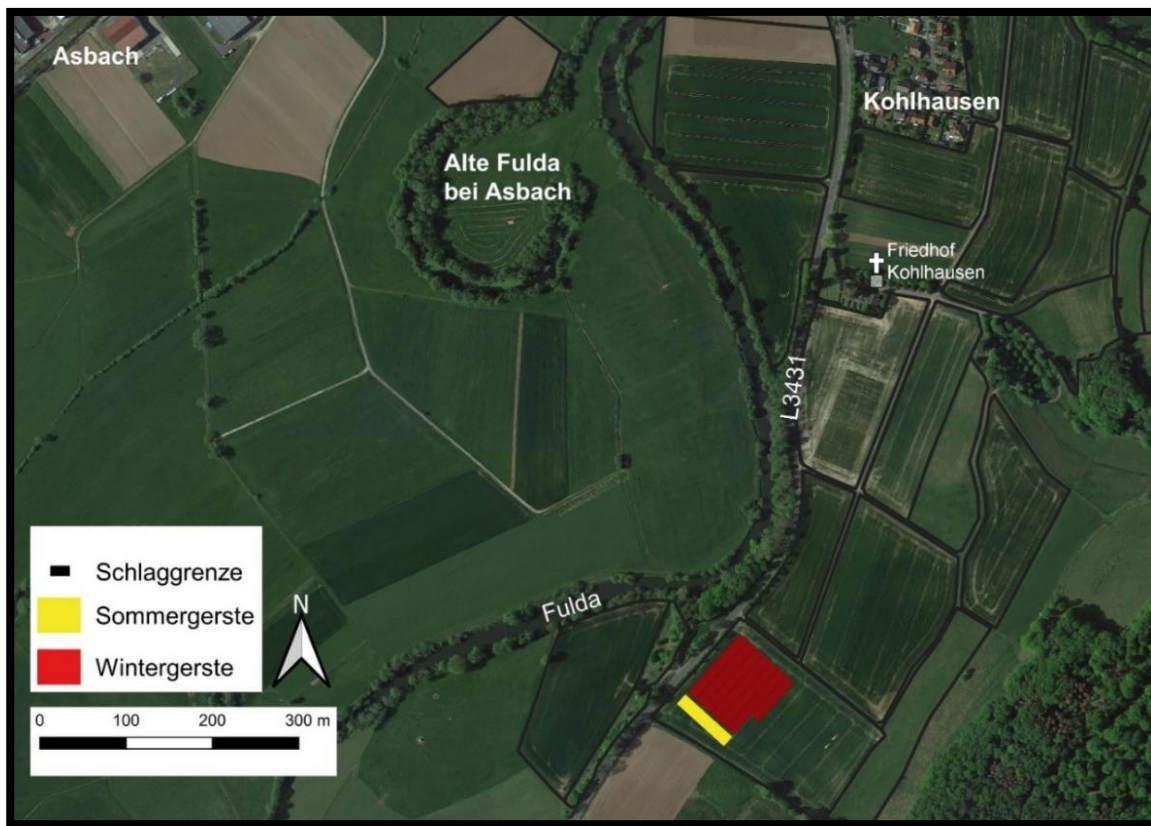 Asbach
Kohlhausen
Alte Fulda
bei Asbach
Friedhof
Kohlhausen
L3431
Fulda
Schlaggrenze
Sommergerste
Wintergerste
N
0 100 200 300 m